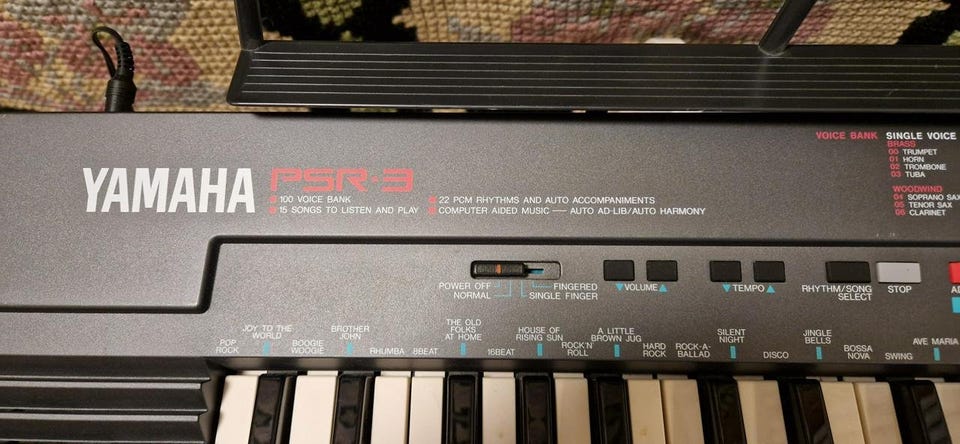 VOICE BANK SINGLE VOICE
BRASS
00 TRUMPET
01 HORN
02 TROMBONE
03 TUBA
WOODWIND
04 SOPRANO SAX
05 TENOR SAX
06 CLARINET
YAMAHA PSR-3
100 VOICE BANK
15 SONGS TO LISTEN AND PLAY
22 PCM RHYTHMS AND AUTO ACCOMPANIMENTS
COMPUTER AIDED MUSIC — AUTO AD-LIB/AUTO HARMONY
POWER OFF
NORMAL
FINGERED
SINGLE FINGER
▼VOLUME▲
▼TEMPO▲
RHYTHM/SONG
SELECT
STOP
POP
ROCK
JOY TO THE
WORLD
BOOGIE
WOOGIE
BROTHER
JOHN
RHUMBA
8BEAT
THE OLD
FOLKS
AT HOME
16BEAT
HOUSE OF
RISING SUN
ROCK'N
ROLL
A LITTLE
BROWN JUG
HARD
ROCK
ROCK-A-
BALLAD
SILENT
NIGHT
DISCO
JINGLE
BELLS
BOSSA
NOVA
SWING
AVE MARIA